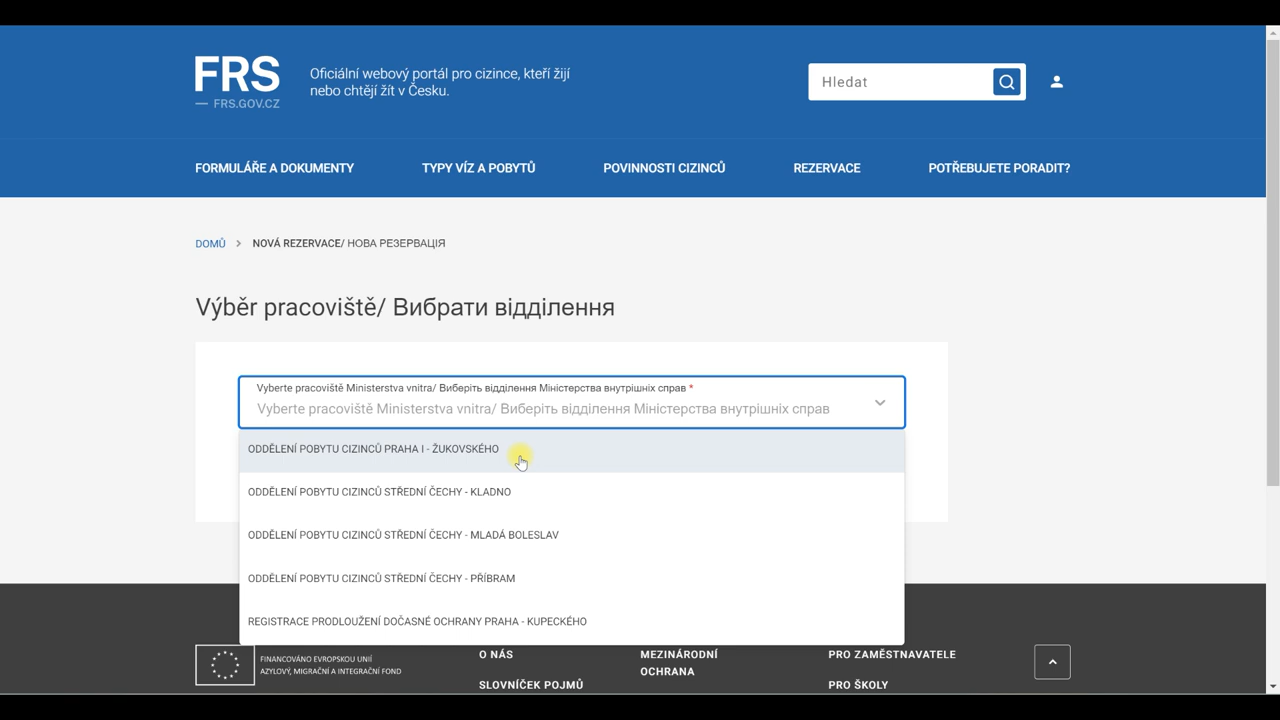 FRS
— FRS.GOV.CZ
Oficiální webový portál pro cizince, kteří žijí
nebo chtějí žít v Česku.
Hledat
FORMULÁŘE A DOKUMENTY
TYPY VÍZ A POBYTŮ
POVINNOSTI CIZINCŮ
REZERVACE
POTŘEBUJETE PORADIT?
DOMŮ > NOVÁ REZERVACE/ НОВА РЕЗЕРВАЦІЯ
Výběr pracoviště/ Вибрати відділення
Vyberte pracoviště Ministerstva vnitra/ Виберіть відділення Міністерства внутрішніх справ *
Vyberte pracoviště Ministerstva vnitra/ Виберіть відділення Міністерства внутрішніх справ
ODDĚLENÍ POBYTU CIZINCŮ PRAHA I - ŽUKOVSKÉHO
ODDĚLENÍ POBYTU CIZINCŮ STŘEDNÍ ČECHY - KLADNO
ODDĚLENÍ POBYTU CIZINCŮ STŘEDNÍ ČECHY - MLADÁ BOLESLAV
ODDĚLENÍ POBYTU CIZINCŮ STŘEDNÍ ČECHY - PŘÍBRAM
REGISTRACE PRODLOUŽENÍ DOČASNÉ OCHRANY PRAHA - KUPECKÉHO
FINANCOVÁNO EVROPSKOU UNIÍ
AZYLOVÝ, MIGRAČNÍ A INTEGRAČNÍ FOND
O NÁS
SLOVNÍČEK POJMŮ
MEZINÁRODNÍ
OCHRANA
PRO ZAMĚSTNAVATELE
PRO ŠKOLY